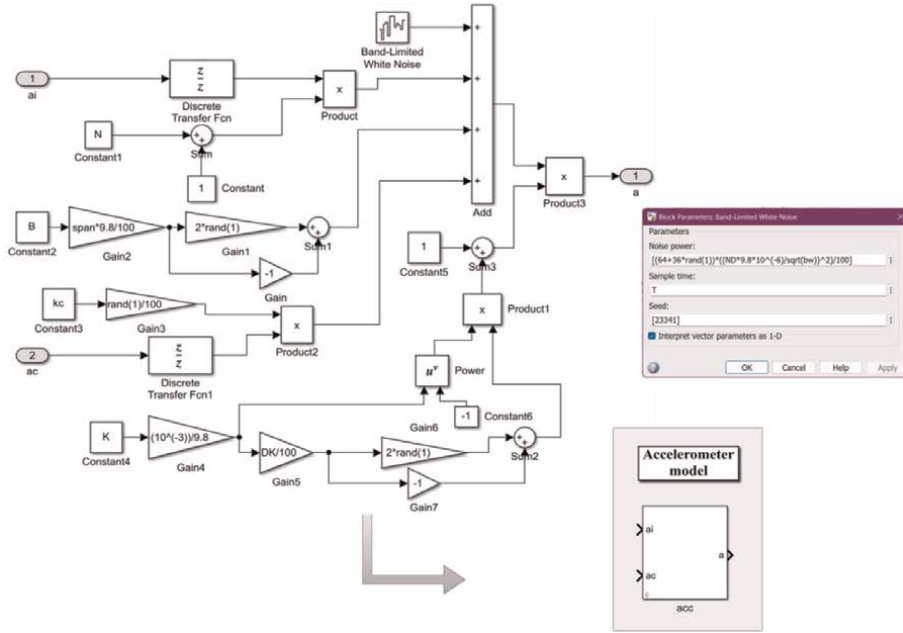 Band-Limited
White Noise
1
ai
z
z
Discrete
Transfer Fcn
x
Product
N
Constant1
+
+
Sum
1
Constant
+
+
+
+
Add
x
Product3
1
a
B
Constant2
span*9.8/100
Gain2
2*rand(1)
Gain1
+
+
Sum1
-1
Gain
1
Constant5
+
+
Sum3
kc
Constant3
rand(1)/100
Gain3
x
Product2
x
Product1
2
ac
z
z
Discrete
Transfer Fcn1
u^v
Power
-1
Constant6
K
Constant4
(10^(-3))/9.8
Gain4
DK/100
Gain5
Gain6
2*rand(1)
+
+
Sum2
-1
Gain7
Block Parameters: Band-Limited White Noise
Parameters
Noise power:
[(64+36*rand(1))*((ND*9.8*10^(-6)/sqrt(bw))^2)/100]
Sample time:
T
Seed:
[23341]
Interpret vector parameters as 1-D
OK
Cancel
Help
Apply
Accelerometer
model
ai
ac
a
acc